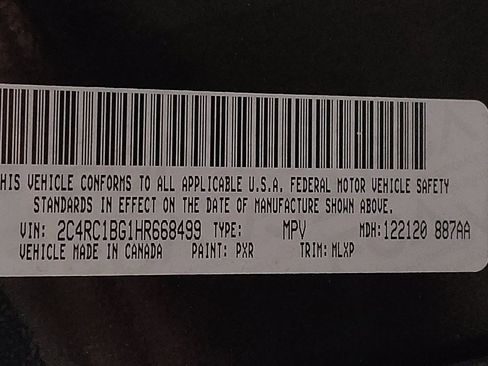 HIS VEHICLE CONFORMS TO ALL APPLICABLE U.S.A. FEDERAL MOTOR VEHICLE SAFETY
STANDARDS IN EFFECT ON THE DATE OF MANUFACTURE SHOWN ABOVE.
VIN: 2C4RC1BG1HR668499 TYPE: MPV MDH: 122120 887AA
VEHICLE MADE IN CANADA PAINT: PXR TRIM: MLXP